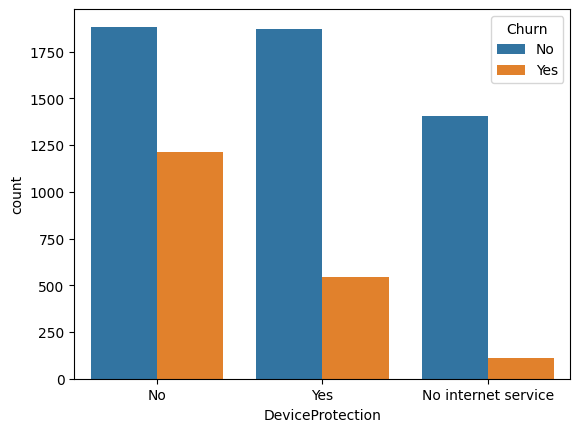 Churn
No
Yes
1750
1500
1250
1000
750
500
250
0
count
No
Yes
No internet service
DeviceProtection